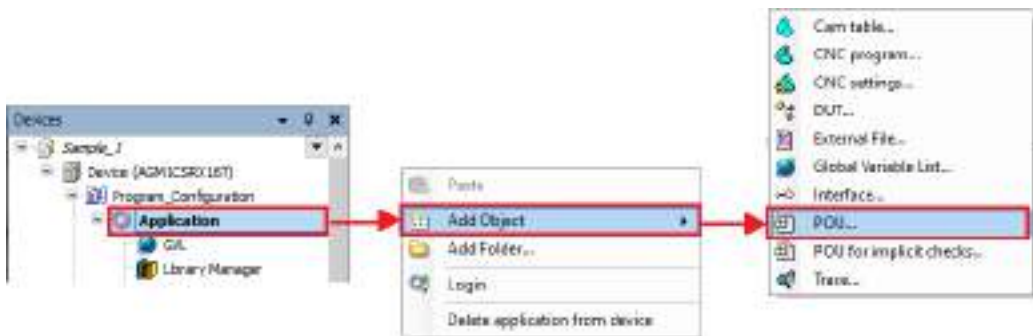 Devices
Sample_1
Device (AGM1CSRX16T)
Program_Configuration
Application
GVL
Library Manager
Paste
Add Object
Add Folder...
Login
Delete application from device
Cam table...
CNC program...
CNC settings...
DUT...
External File...
Global Variable List...
Interface...
POU...
POU for implicit checks...
Trace...